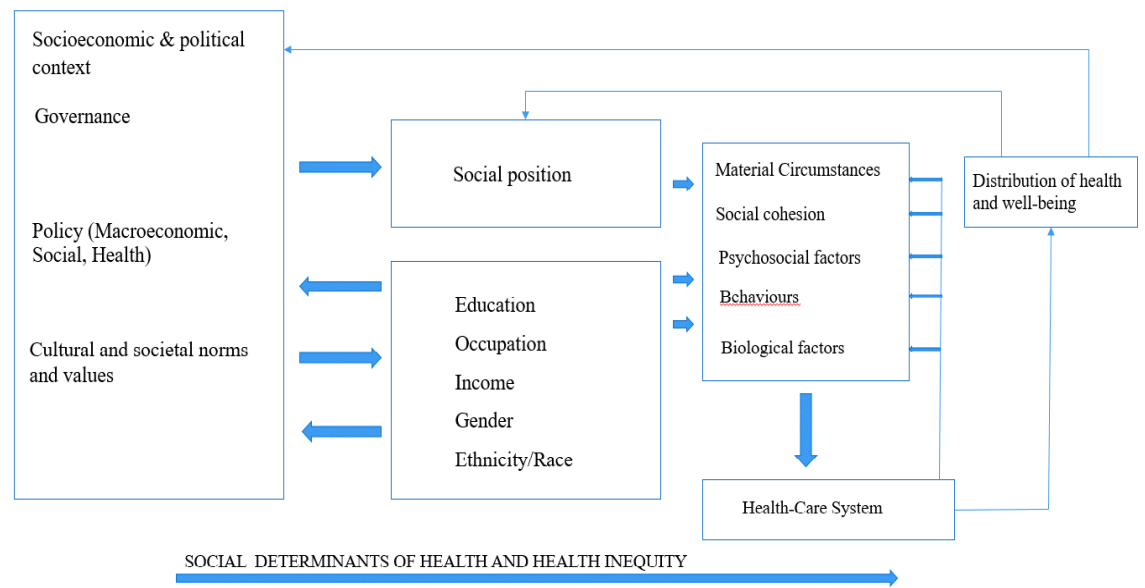 Socioeconomic & political
context
Governance
Policy (Macroeconomic,
Social, Health)
Cultural and societal norms
and values
Social position
Education
Occupation
Income
Gender
Ethnicity/Race
Material Circumstances
Social cohesion
Psychosocial factors
Bchaviours
Biological factors
Health-Care System
Distribution of health
and well-being
SOCIAL DETERMINANTS OF HEALTH AND HEALTH INEQUITY